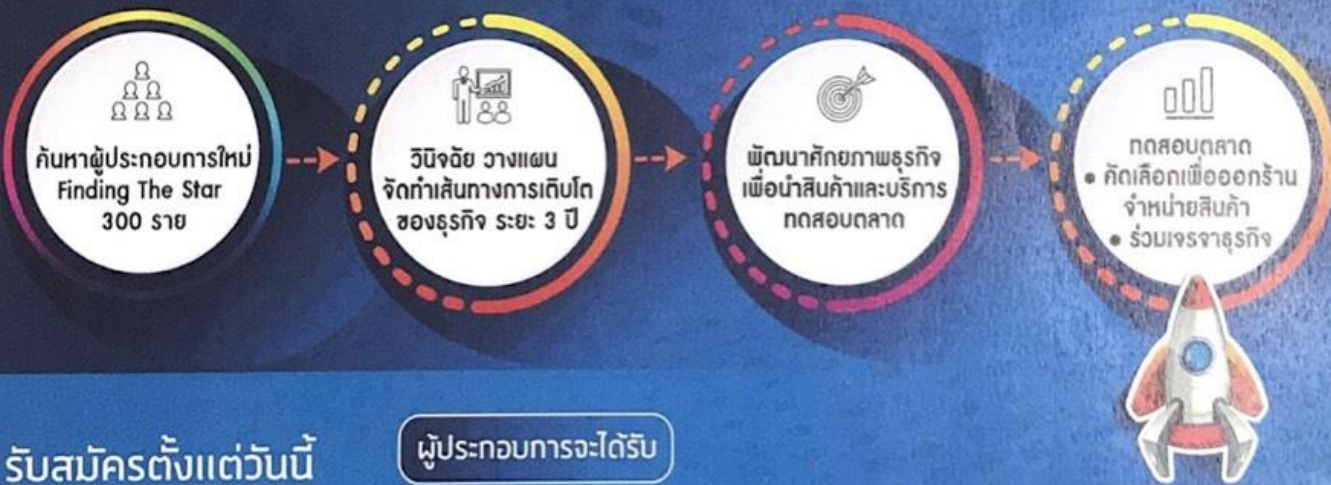 ค้นหาผู้ประกอบการใหม่
Finding The Star
300 ราย
วินิจฉัย วางแผน
จัดทำเส้นทางการเติบโต
ของธุรกิจ ระยะ 3 ปี
พัฒนาศักยภาพธุรกิจ
เพื่อนำสินค้าและบริการ
ทดสอบตลาด
ทดสอบตลาด
• คัดเลือกเพื่อออกร้าน
จำหน่ายสินค้า
• ร่วมเจรจาธุรกิจ
รับสมัครตั้งแต่วันนี้
ผู้ประกอบการจะได้รับ